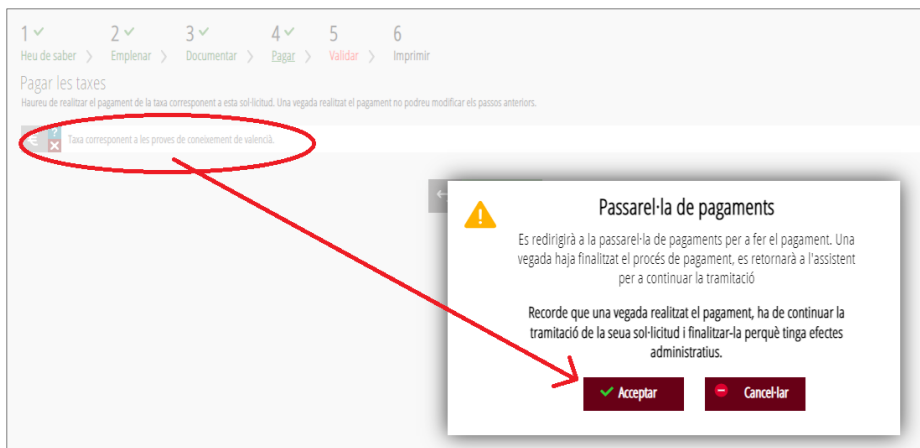 1 2 3 4 5 6
Heu de saber > Emplenar > Documentar > Pagar > Validar > Imprimir
Pagar les taxes
Haureu de realitzar el pagament de la taxa corresponent a esta sol·licitud. Una vegada realitzat el pagament no podreu modificar els passos anteriors.
Taxa corresponent a les proves de coneixement de valencià.
Passarel·la de pagaments
Es redirigirà a la passarel·la de pagaments per a fer el pagament. Una
vegada haja finalitzat el procés de pagament, es retornarà a l'assistent
per a continuar la tramitació
Recorde que una vegada realitzat el pagament, ha de continuar la
tramitació de la seua sol·licitud i finalitzar-la perquè tinga efectes
administratius.
Acceptar Cancel·lar